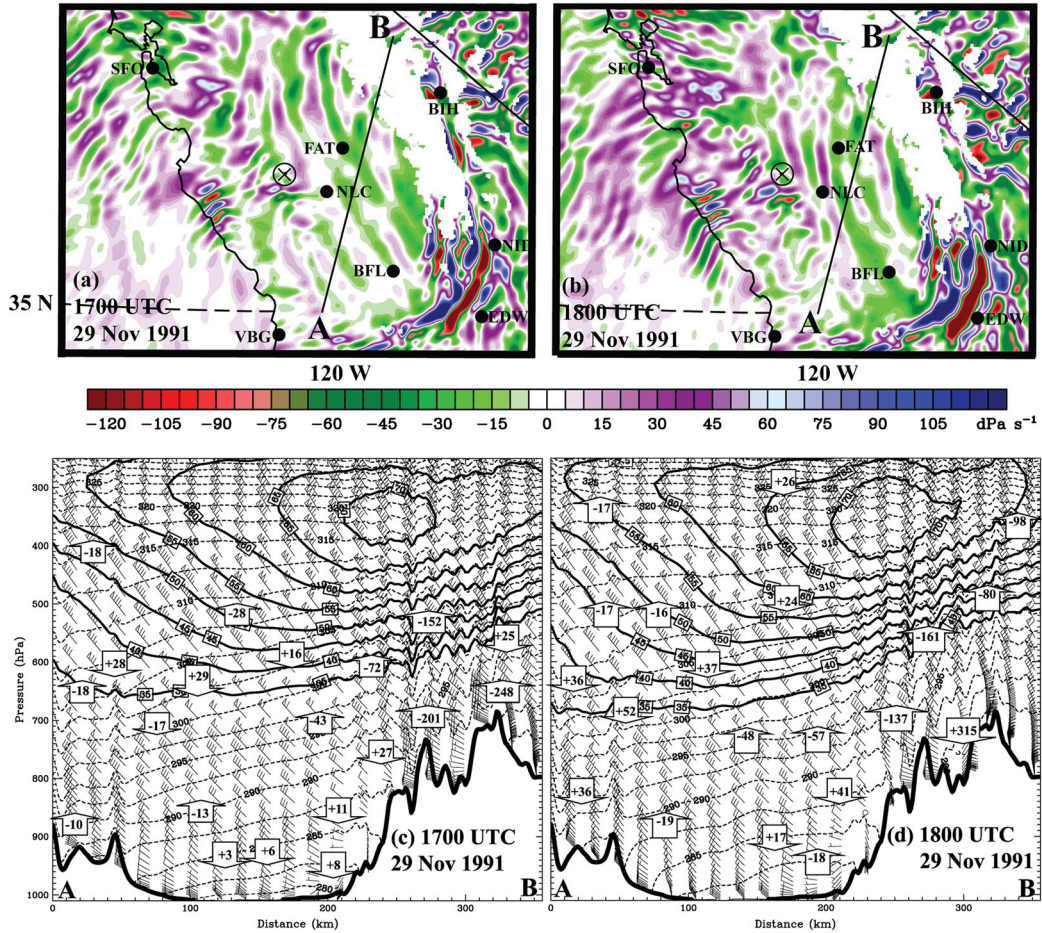 B
SFO
BIH
FAT
NLC
NID
BFL
(a)
35 N
1700 UTC
EDW
29 Nov 1991
A
VBG
120 W
B
SFO
BIH
FAT
NLC
NID
BFL
(b)
1800 UTC
EDW
29 Nov 1991
A
VBG
120 W
−120 −105 −90 −75 −60 −45 −30 −15 0 15 30 45 60 75 90 105 dPa s⁻¹
Pressure (hPa)
300
400
500
600
700
800
900
1000
-18
-28
-152
+25
+28
+16
-72
+29
-18
-248
-17
-43
-201
+27
-13
+11
-10
+3
+6
+8
(c) 1700 UTC
29 Nov 1991
A
B
0 100 200 300
Distance (km)
+26
-17
-98
+24
-80
-17
-16
-161
+36
+37
+52
-48
-57
-137
+315
+36
+41
-19
+17
-18
(d) 1800 UTC
29 Nov 1991
A
B
0 100 200 300
Distance (km)